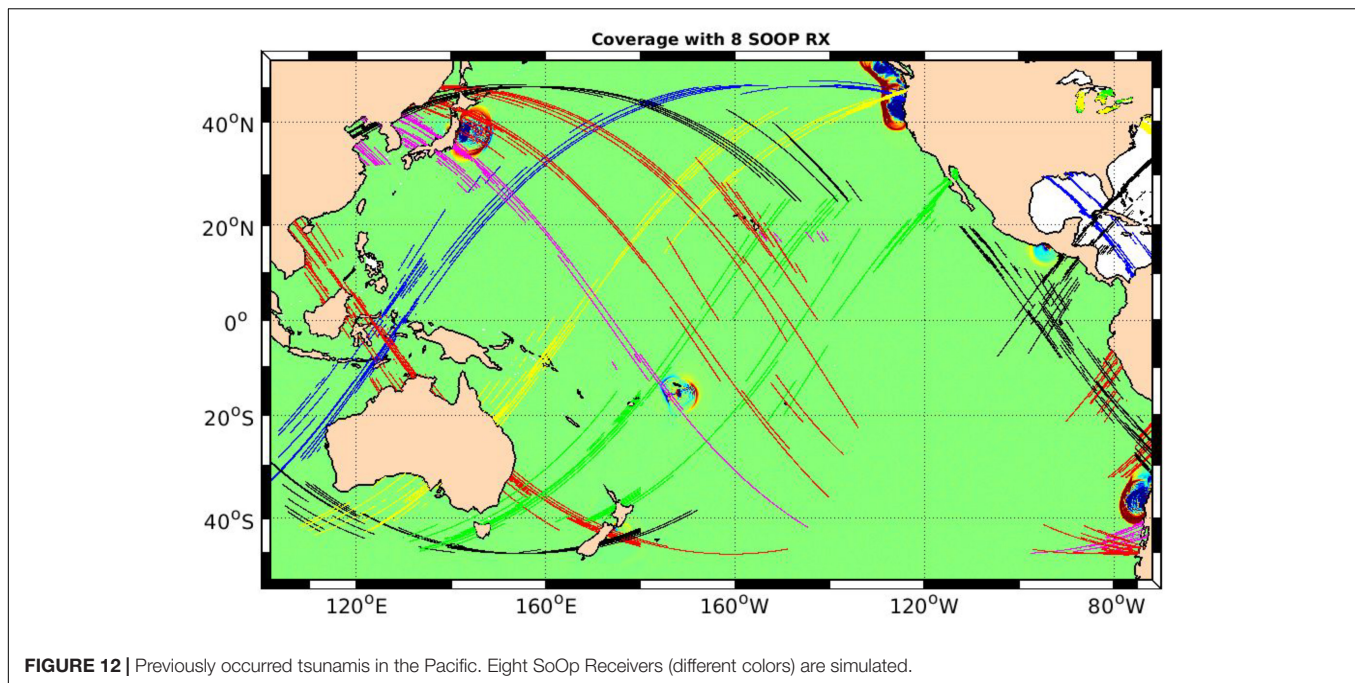 Coverage with 8 SOOP RX
40°N
20°N
0°
20°S
40°S
120°E 160°E 160°W 120°W 80°W
FIGURE 12 | Previously occurred tsunamis in the Pacific. Eight SoOp Receivers (different colors) are simulated.